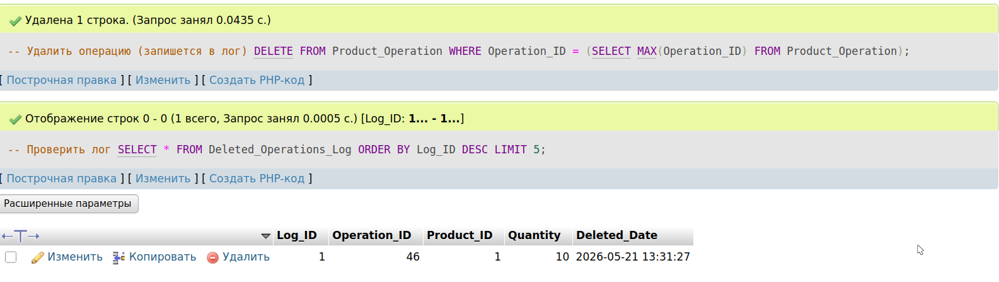 Удалена 1 строка. (Запрос занял 0.0435 с.)
-- Удалить операцию (запишется в лог) DELETE FROM Product_Operation WHERE Operation_ID = (SELECT MAX(Operation_ID) FROM Product_Operation);
[ Построчная правка ] [ Изменить ] [ Создать PHP-код ]
Отображение строк 0 - 0 (1 всего, Запрос занял 0.0005 с.) [Log_ID: 1... - 1...]
-- Проверить лог SELECT * FROM Deleted_Operations_Log ORDER BY Log_ID DESC LIMIT 5;
[ Построчная правка ] [ Изменить ] [ Создать PHP-код ]
Расширенные параметры
←T→ Log_ID Operation_ID Product_ID Quantity Deleted_Date
Изменить Копировать Удалить 1 46 1 10 2026-05-21 13:31:27